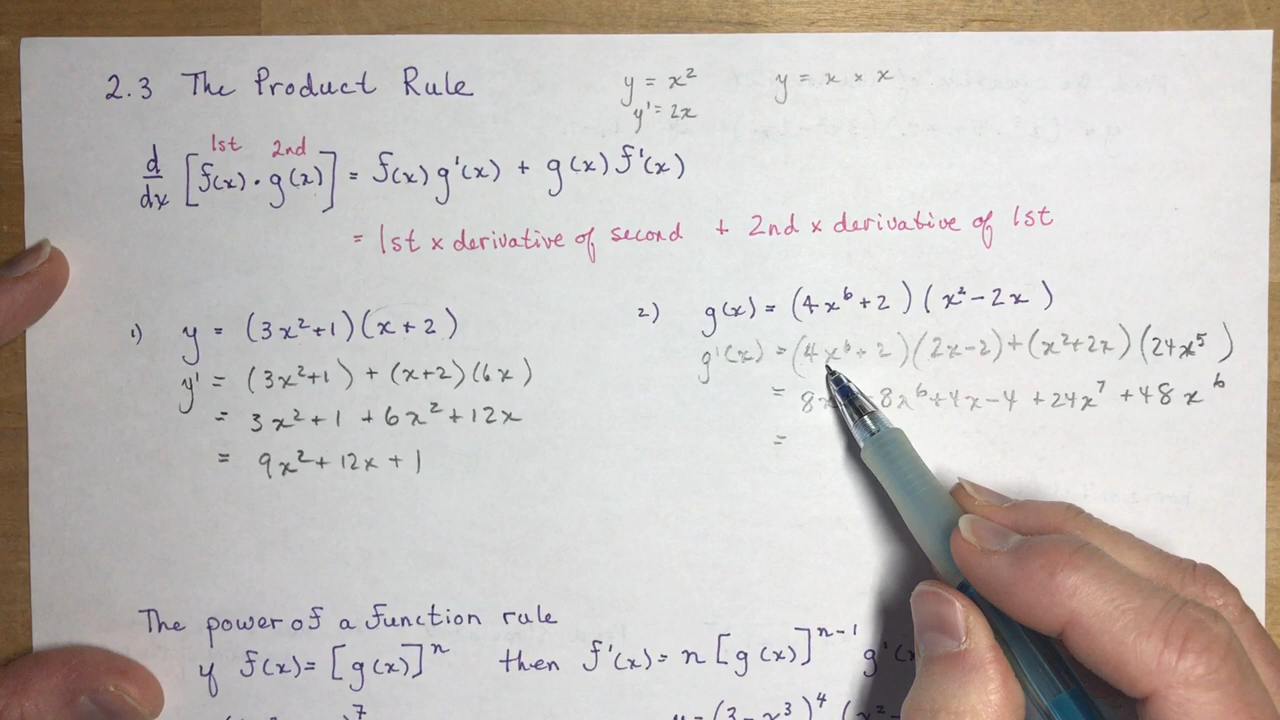 2.3 The Product Rule
y = x² y = x × x
y' = 2x
1st 2nd
d/dx [f(x)·g(x)] = f(x)g'(x) + g(x)f'(x)
= 1st x derivative of second + 2nd x derivative of 1st
1) y = (3x²+1)(x+2)
y' = (3x²+1) + (x+2)(6x)
= 3x²+1 + 6x²+12x
= 9x²+12x+1
2) g(x) = (4x⁶+2)(x²-2x)
g'(x) = (4x⁶+2)(2x-2)+(x²+2x)(24x⁵)
= 8x 8x⁶+4x-4 +24x⁷ +48x⁶
=
The power of a function rule
if f(x) = [g(x)]ⁿ then f'(x) = n[g(x)]ⁿ⁻¹ g'(x